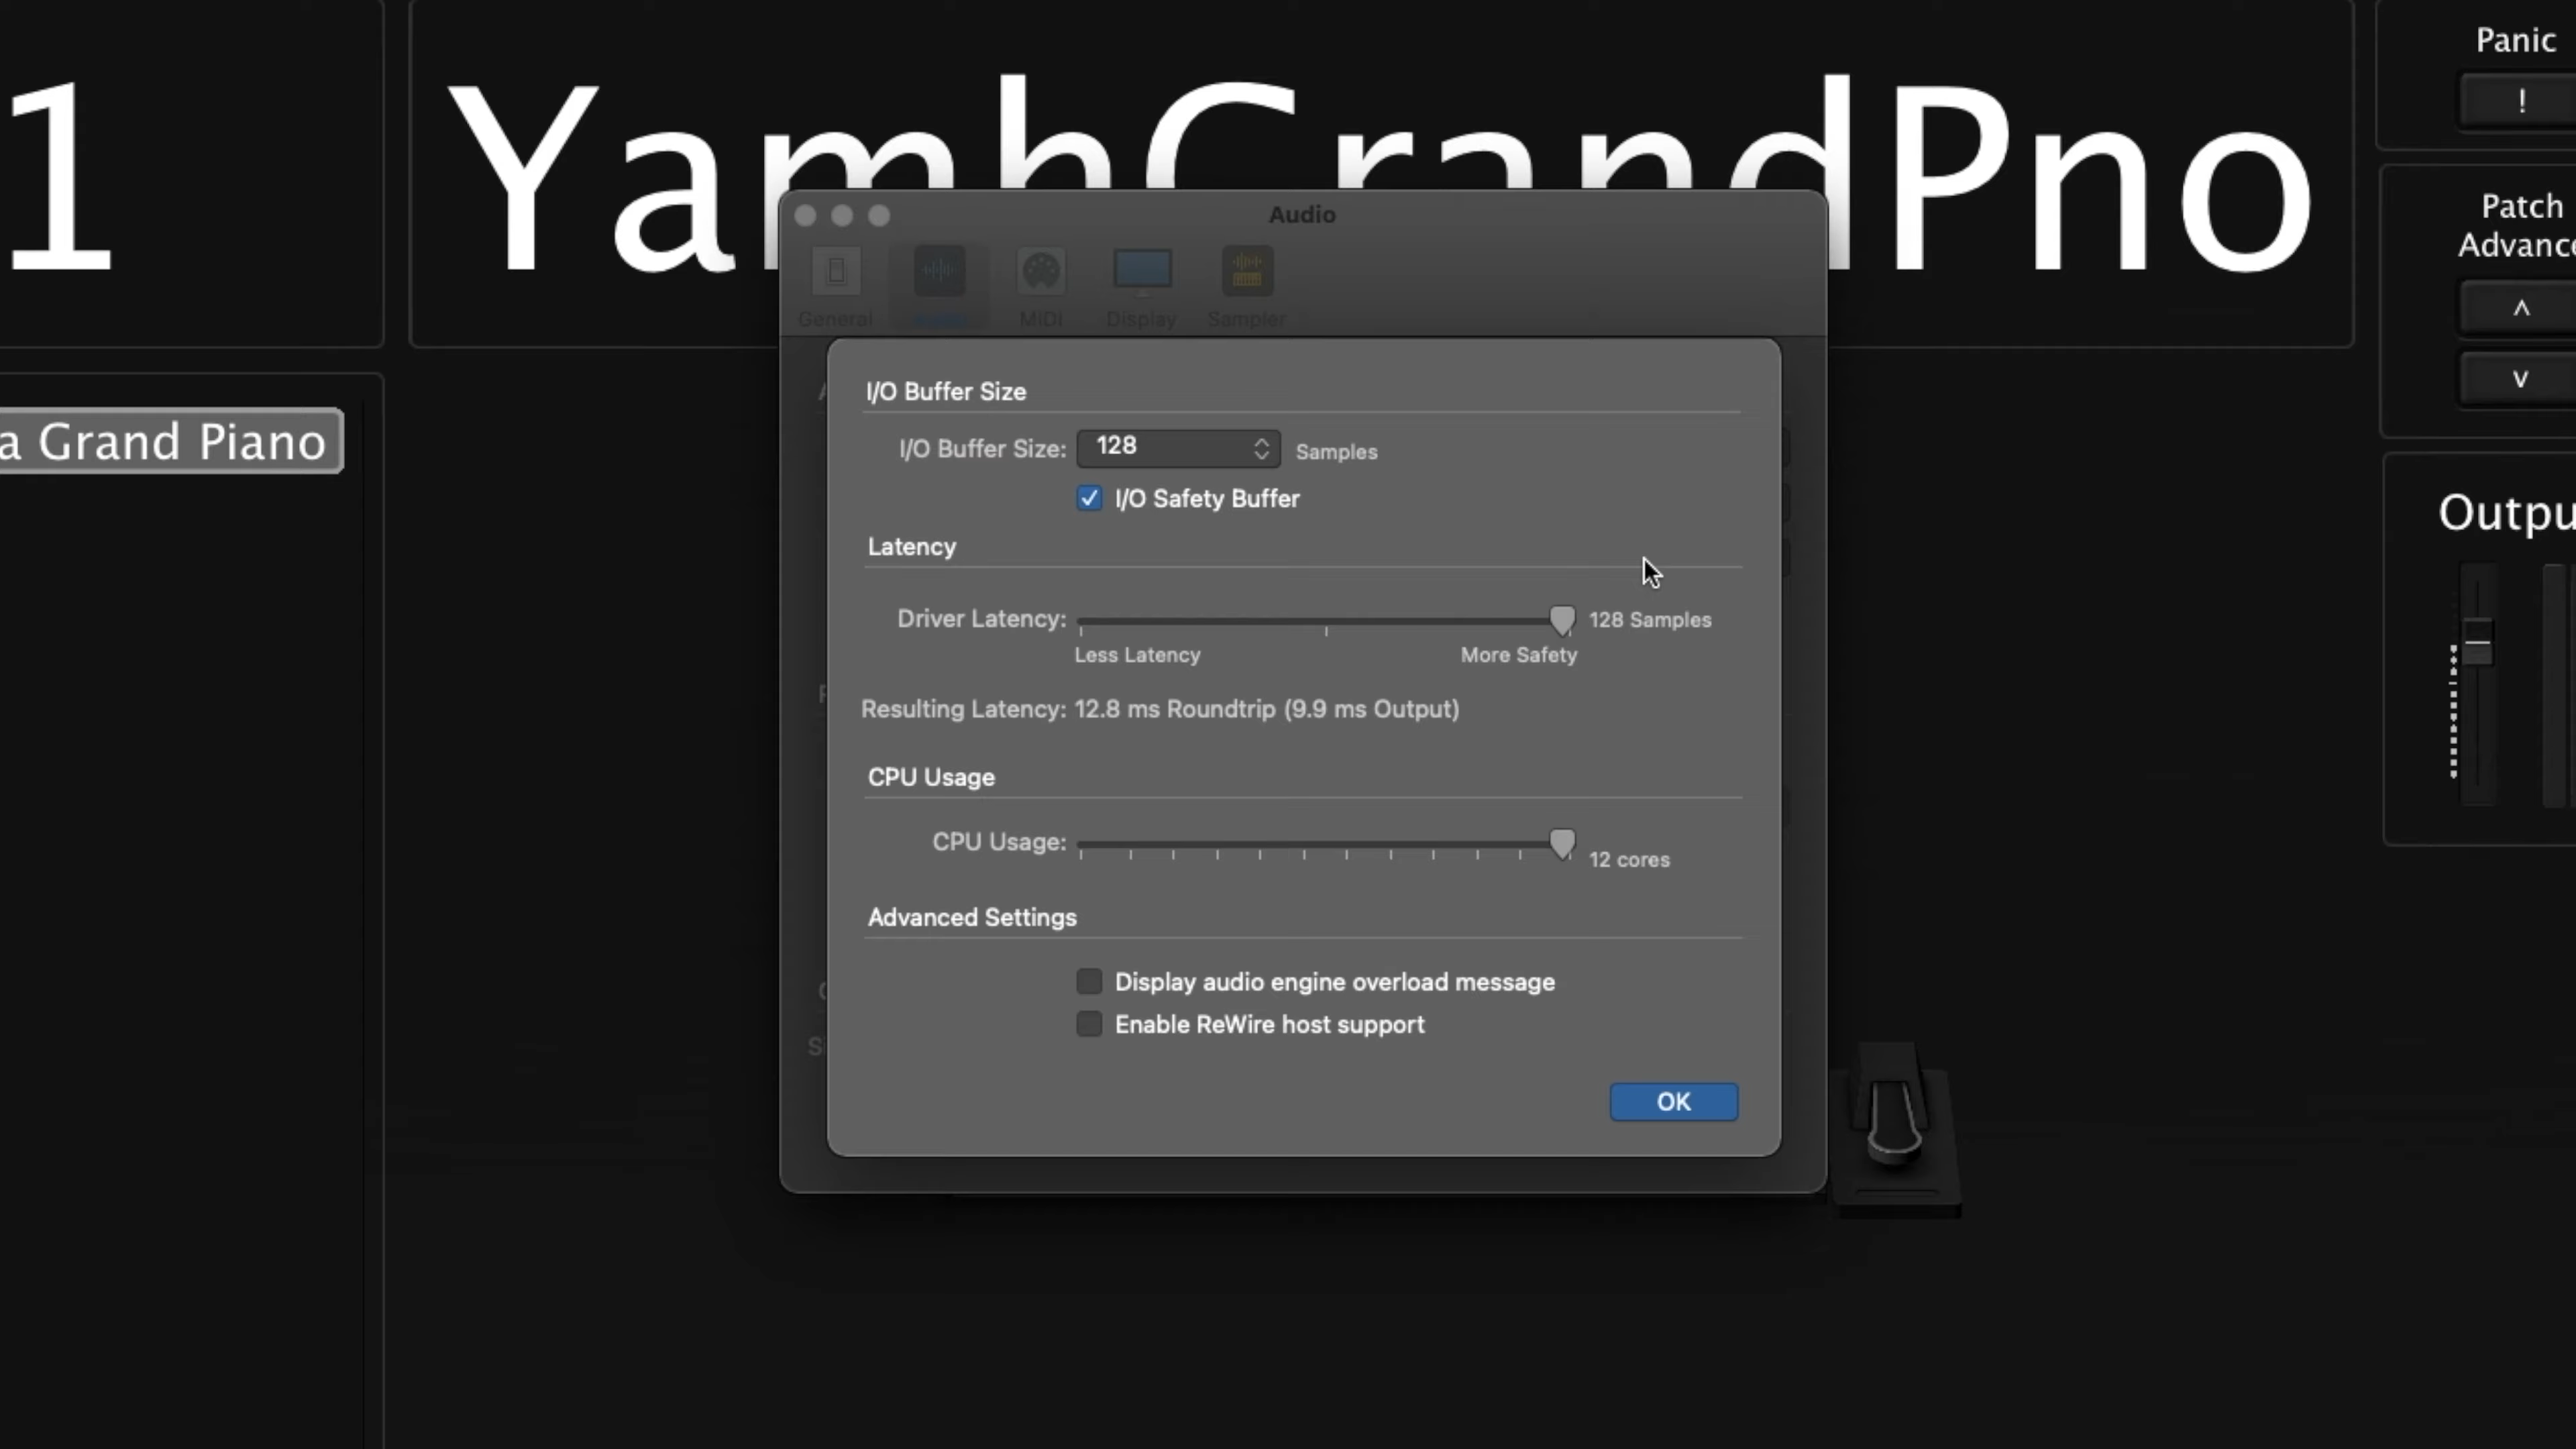 1
YamhGrandPno
Panic
!
Patch
Advance
^
v
a Grand Piano
Outpu
Audio
General
MIDI
Display
Sampler
I/O Buffer Size
I/O Buffer Size: 128 Samples
I/O Safety Buffer
Latency
Driver Latency: 128 Samples
Less Latency More Safety
Resulting Latency: 12.8 ms Roundtrip (9.9 ms Output)
CPU Usage
CPU Usage: 12 cores
Advanced Settings
Display audio engine overload message
Enable ReWire host support
OK